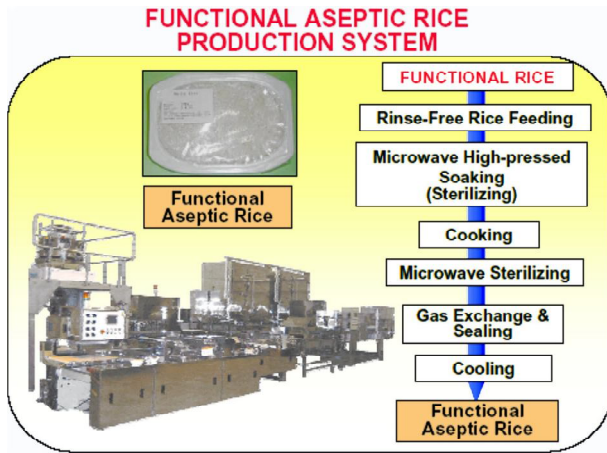 FUNCTIONAL ASEPTIC RICE
PRODUCTION SYSTEM
Functional
Aseptic Rice
FUNCTIONAL RICE
Rinse-Free Rice Feeding
Microwave High-pressed
Soaking
(Sterilizing)
Cooking
Microwave Sterilizing
Gas Exchange &
Sealing
Cooling
Functional
Aseptic Rice